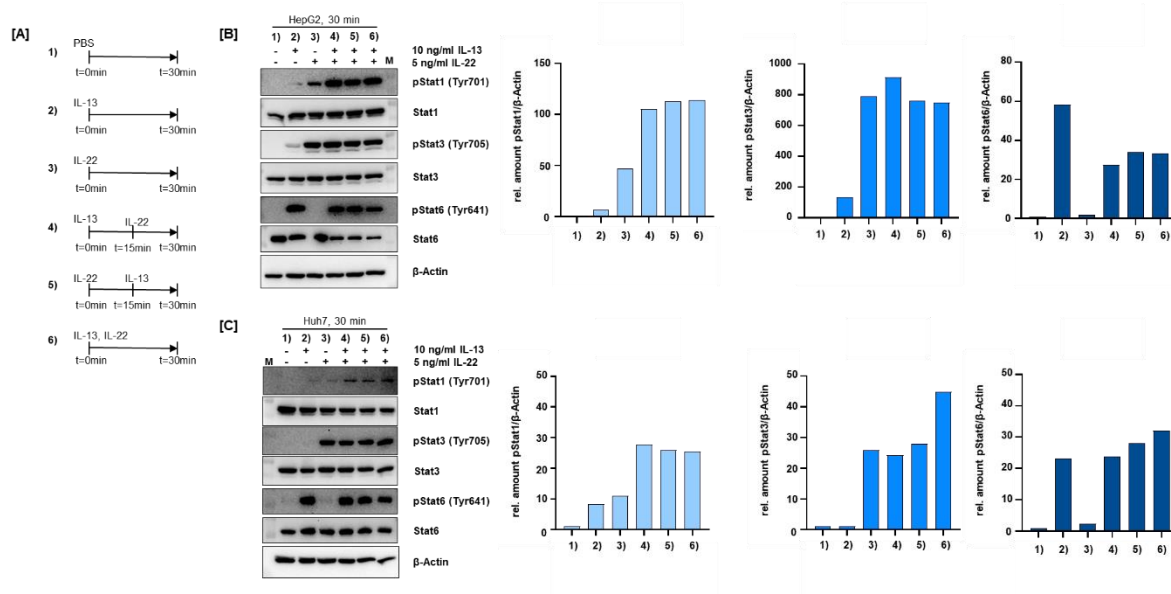 [A]
1)
PBS
t=0min t=30min
2)
IL-13
t=0min t=30min
3)
IL-22
t=0min t=30min
4)
IL-13 IL-22
t=0min t=15min t=30min
5)
IL-22 IL-13
t=0min t=15min t=30min
6)
IL-13, IL-22
t=0min t=30min
[B]
HepG2, 30 min
1) 2) 3) 4) 5) 6)
- + - + + + 10 ng/ml IL-13
- - + + + + 5 ng/ml IL-22
M
pStat1 (Tyr701)
Stat1
pStat3 (Tyr705)
Stat3
pStat6 (Tyr641)
Stat6
β-Actin
rel. amount pStat1/β-Actin
150
100
50
0
1) 2) 3) 4) 5) 6)
rel. amount pStat3/β-Actin
1000
800
600
400
200
0
1) 2) 3) 4) 5) 6)
rel. amount pStat6/β-Actin
80
60
40
20
0
1) 2) 3) 4) 5) 6)
[C]
Huh7, 30 min
1) 2) 3) 4) 5) 6)
- + - + + + 10 ng/ml IL-13
M - - + + + + 5 ng/ml IL-22
pStat1 (Tyr701)
Stat1
pStat3 (Tyr705)
Stat3
pStat6 (Tyr641)
Stat6
β-Actin
rel. amount pStat1/β-Actin
50
40
30
20
10
0
1) 2) 3) 4) 5) 6)
rel. amount pStat3/β-Actin
50
40
30
20
10
0
1) 2) 3) 4) 5) 6)
rel. amount pStat6/β-Actin
50
40
30
20
10
0
1) 2) 3) 4) 5) 6)